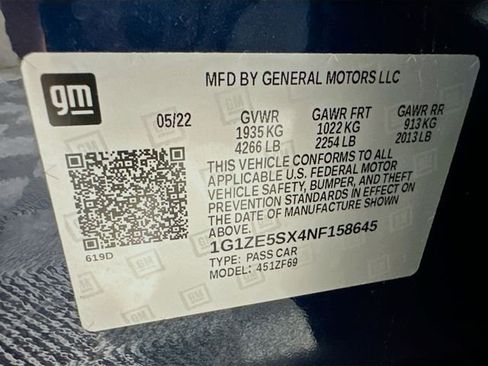 gm
MFD BY GENERAL MOTORS LLC
05/22 GVWR GAWR FRT GAWR RR
1935 KG 1022 KG 913 KG
4266 LB 2254 LB 2013 LB
THIS VEHICLE CONFORMS TO ALL
APPLICABLE U.S. FEDERAL MOTOR
VEHICLE SAFETY, BUMPER, AND THEFT
PREVENTION STANDARDS IN EFFECT ON
THE DATE OF MANUFACTURE SHOWN
ABOVE.
1G1ZE5SX4NF158645
619D
TYPE: PASS CAR
MODEL: 451ZF69